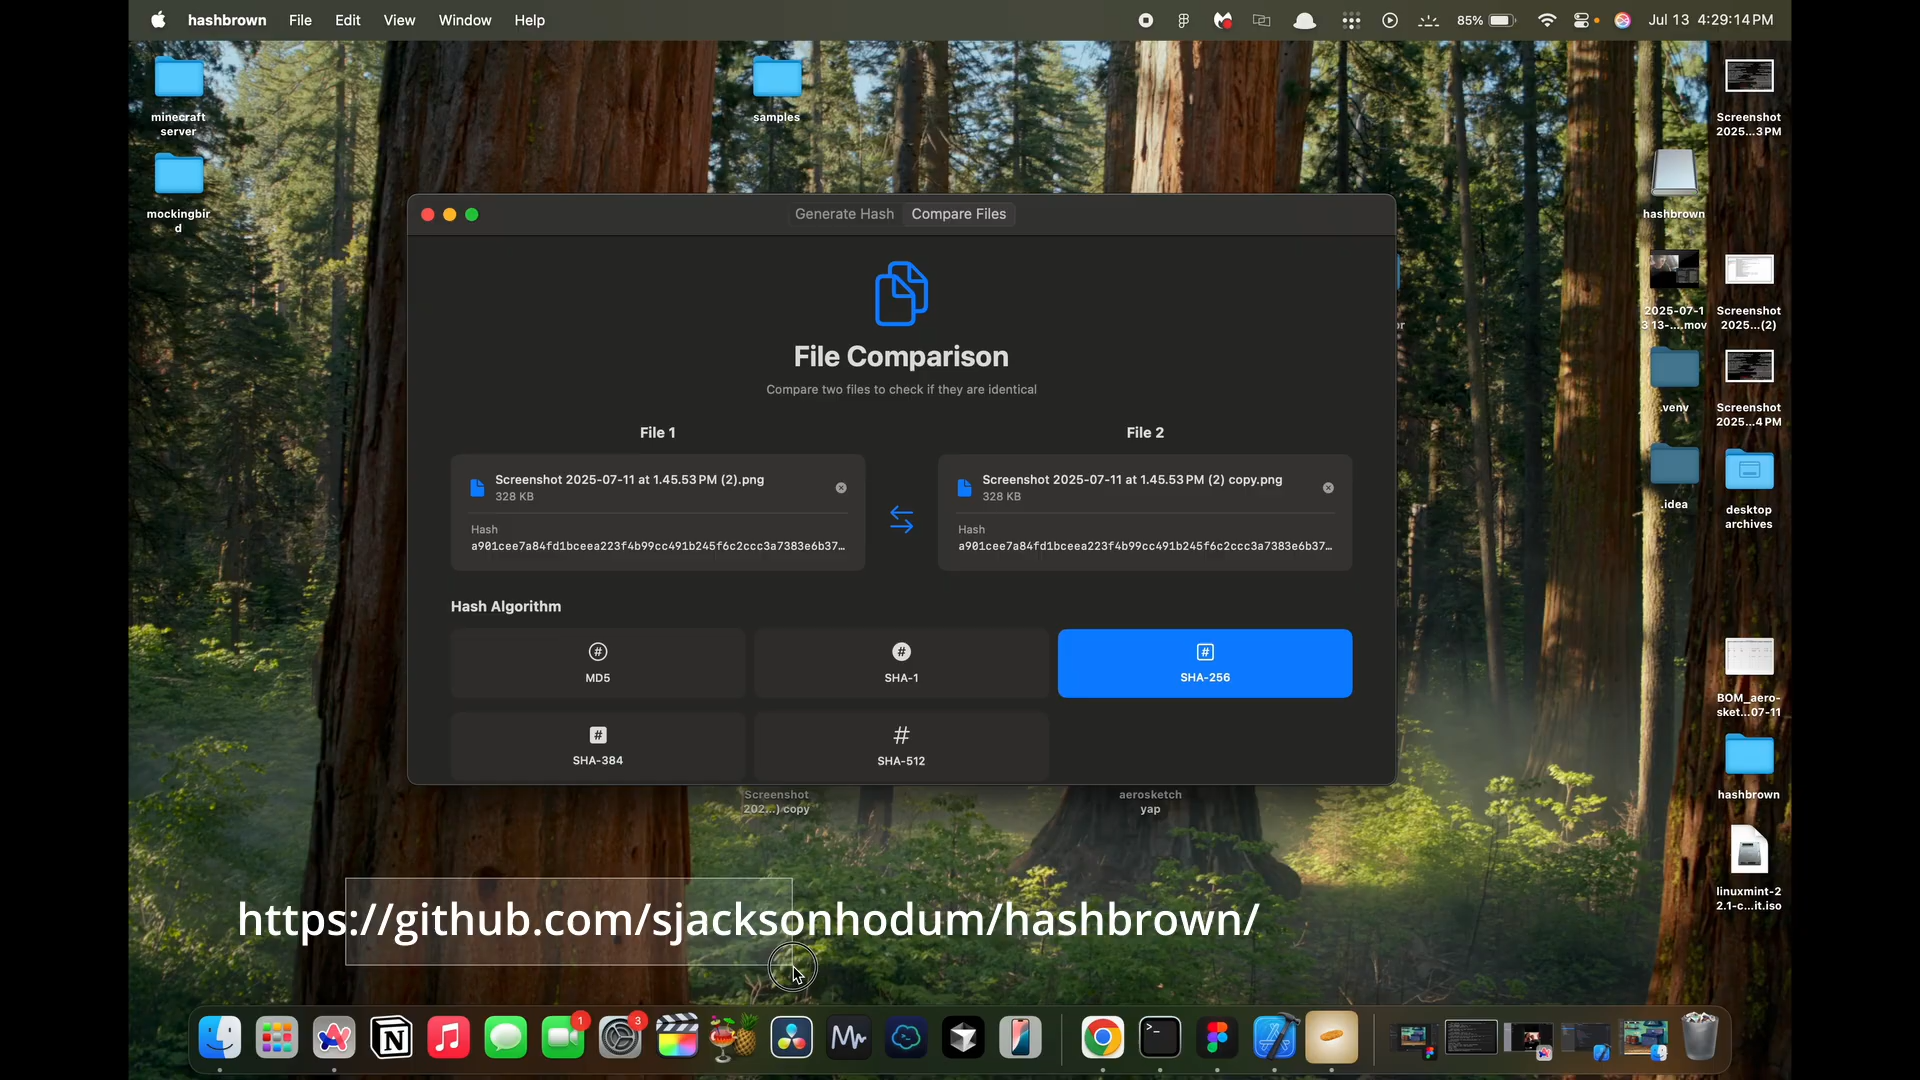 hashbrown File Edit View Window Help 85% Jul 13 4:29:14 PM
minecraft
server
samples
Screenshot
2025...3 PM
mockingbir
d
hashbrown
Generate Hash Compare Files
File Comparison
Compare two files to check if they are identical
2025-07-1
3 13-....mov
Screenshot
2025...(2)
or
.venv
Screenshot
2025...4 PM
File 1
File 2
Screenshot 2025-07-11 at 1.45.53 PM (2).png
328 KB
Hash
a901cee7a84fd1bceea223f4b99cc491b245f6c2ccc3a7383e6b37…
Screenshot 2025-07-11 at 1.45.53 PM (2) copy.png
328 KB
Hash
a901cee7a84fd1bceea223f4b99cc491b245f6c2ccc3a7383e6b37…
.idea
desktop
archives
Hash Algorithm
MD5
SHA-1
SHA-256
SHA-384
SHA-512
BOM_aero-
sket...07-11
Screenshot
202...) copy
aerosketch
yap
hashbrown
linuxmint-2
2.1-c...it.iso
https://github.com/sjacksonhodum/hashbrown/
1
3